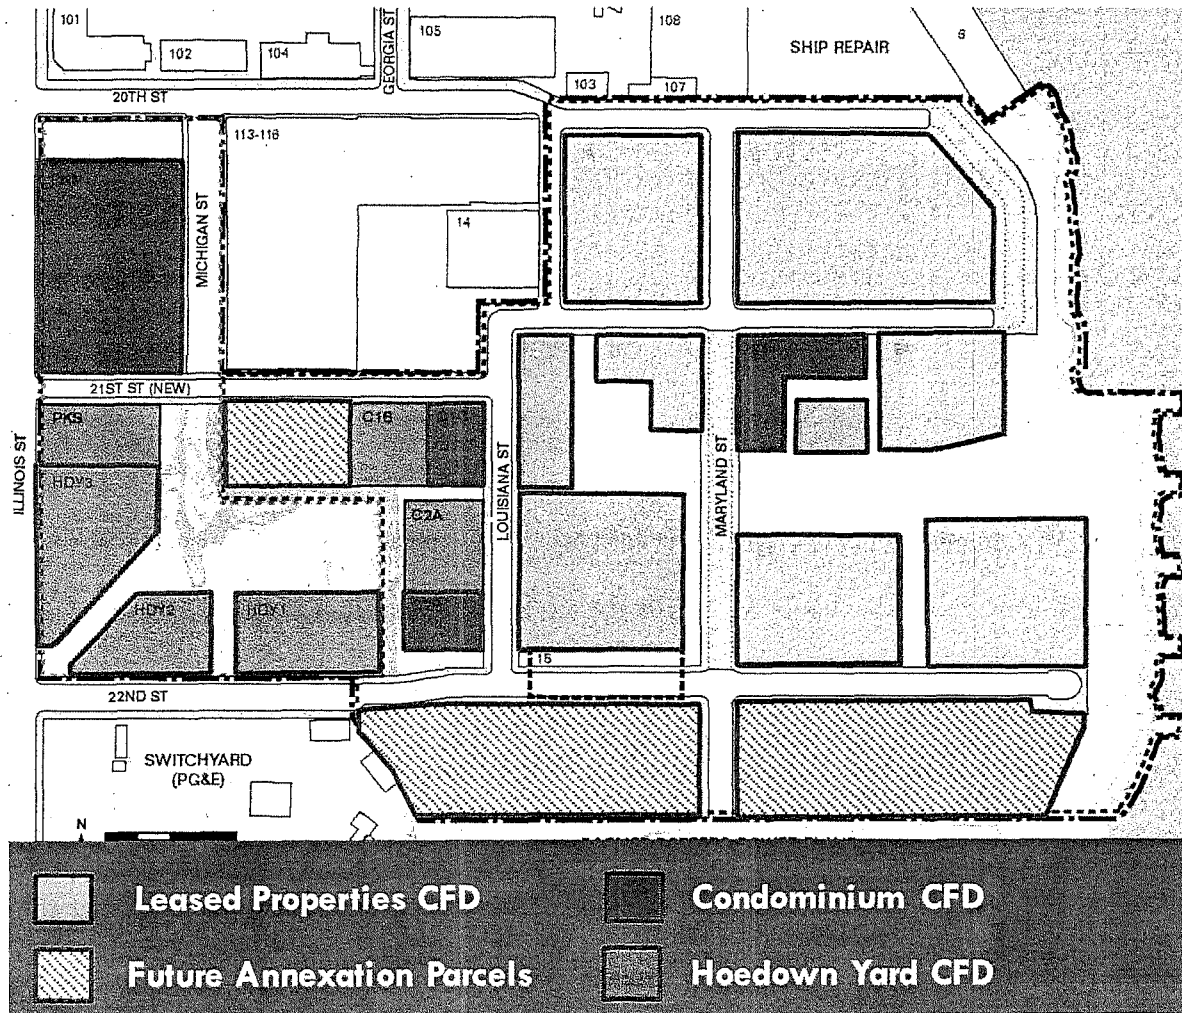 101
102
104
GEORGIA ST
105
103
108
107
SHIP REPAIR
6
20TH ST
113-116
14
MICHIGAN ST
21ST ST (NEW)
PKS
C1B
ILLINOIS ST
HDY3
C2A
LOUISIANA ST
MARYLAND ST
HDY2
HDY1
15
22ND ST
SWITCHYARD
(PG&E)
N
Leased Properties CFD
Condominium CFD
Future Annexation Parcels
Hoedown Yard CFD